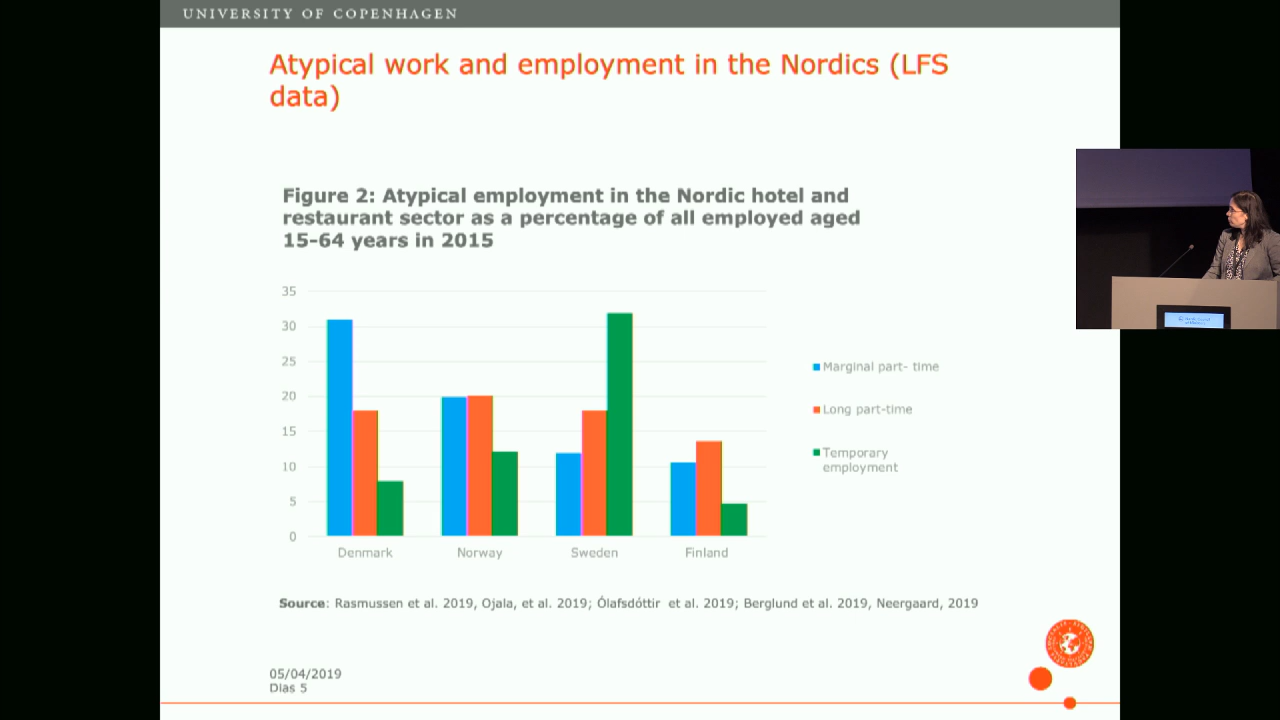 UNIVERSITY OF COPENHAGEN
Atypical work and employment in the Nordics (LFS
data)
Figure 2: Atypical employment in the Nordic hotel and
restaurant sector as a percentage of all employed aged
15-64 years in 2015
35
30
25
20
15
10
5
0
Denmark Norway Sweden Finland
Marginal part- time
Long part-time
Temporary
employment
Source: Rasmussen et al. 2019, Ojala, et al. 2019; Ólafsdóttir et al. 2019; Berglund et al. 2019, Neergaard, 2019
05/04/2019
Dias 5